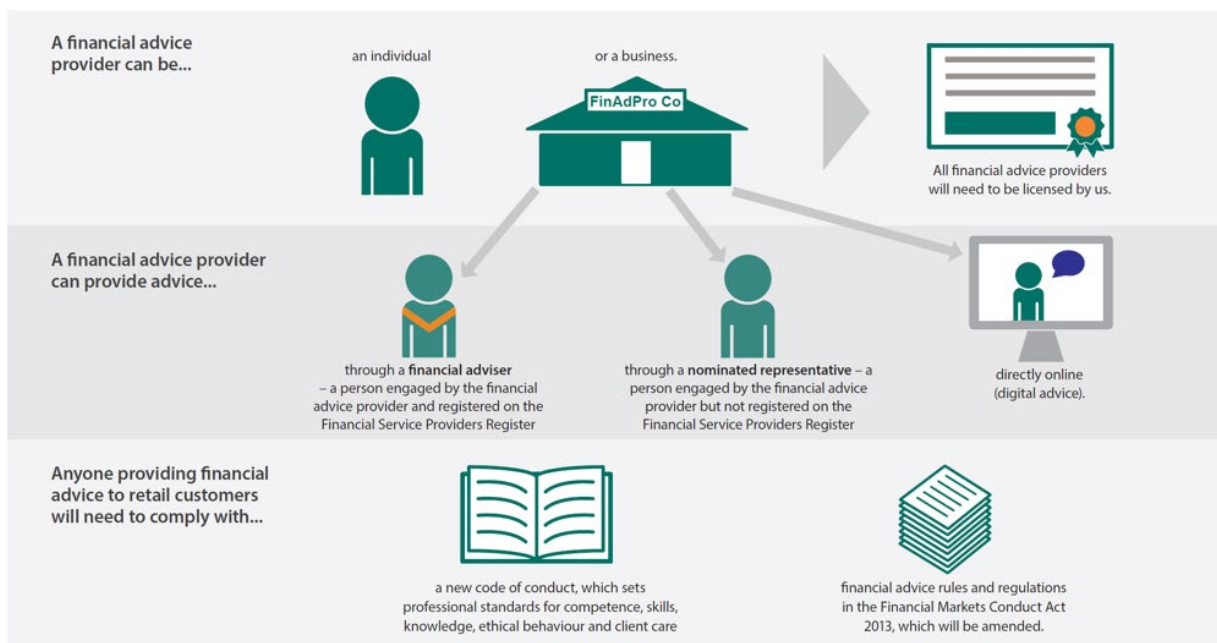 A financial advice
provider can be...
an individual
or a business.
FinAdPro Co
All financial advice providers
will need to be licensed by us.
A financial advice provider
can provide advice...
through a financial adviser
– a person engaged by the financial
advice provider and registered on the
Financial Service Providers Register
through a nominated representative – a
person engaged by the financial advice
provider but not registered on the
Financial Service Providers Register
directly online
(digital advice).
Anyone providing financial
advice to retail customers
will need to comply with...
a new code of conduct, which sets
professional standards for competence, skills,
knowledge, ethical behaviour and client care
financial advice rules and regulations
in the Financial Markets Conduct Act
2013, which will be amended.